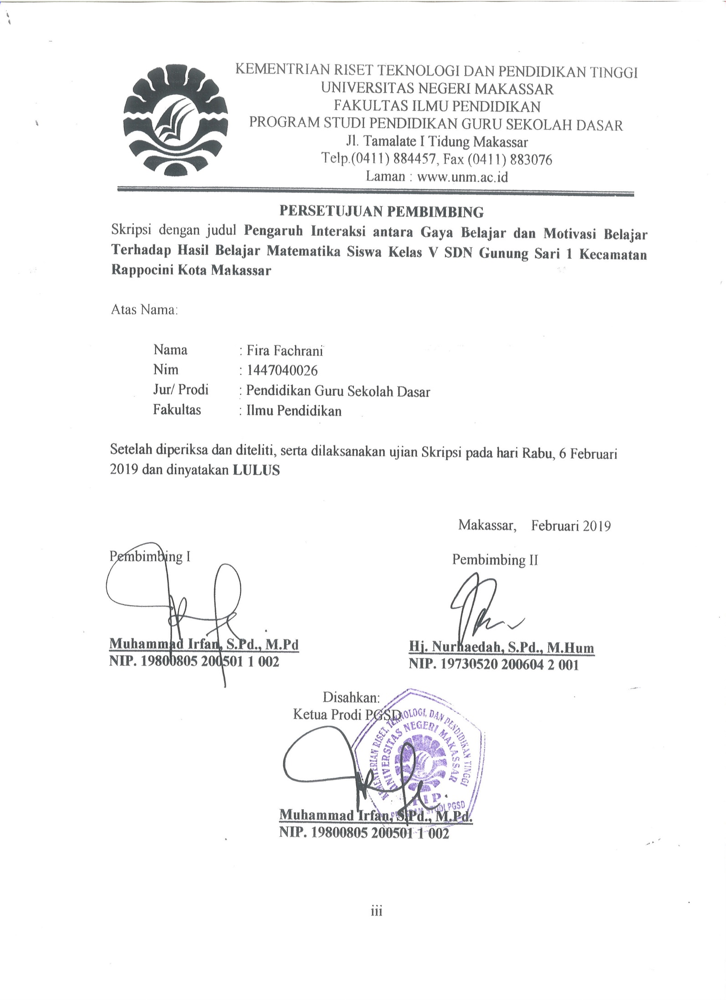 KEMENTRIAN RISET TEKNOLOGI DAN PENDIDIKAN TINGGI
UNIVERSITAS NEGERI MAKASSAR
FAKULTAS ILMU PENDIDIKAN
PROGRAM STUDI PENDIDIKAN GURU SEKOLAH DASAR
Jl. Tamalate I Tidung Makassar
Telp.(0411) 884457, Fax (0411) 883076
Laman : www.unm.ac.id
PERSETUJUAN PEMBIMBING
Skripsi dengan judul Pengaruh Interaksi antara Gaya Belajar dan Motivasi Belajar
Terhadap Hasil Belajar Matematika Siswa Kelas V SDN Gunung Sari 1 Kecamatan
Rappocini Kota Makassar
Atas Nama:
Nama : Fira Fachrani
Nim : 1447040026
Jur/ Prodi : Pendidikan Guru Sekolah Dasar
Fakultas : Ilmu Pendidikan
Setelah diperiksa dan diteliti, serta dilaksanakan ujian Skripsi pada hari Rabu, 6 Februari
2019 dan dinyatakan LULUS
Makassar, Februari 2019
Pembimbing I
Pembimbing II
Muhammad Irfan, S.Pd., M.Pd
NIP. 19800805 200501 1 002
Hj. Nurhaedah, S.Pd., M.Hum
NIP. 19730520 200604 2 001
Disahkan:
Ketua Prodi PGSD
KEMENTERIAN RISET, TEKNOLOGI, DAN PENDIDIKAN TINGGI
UNIVERSITAS NEGERI MAKASSAR
FIP
PROGRAM STUDI PGSD
Muhammad Irfan, S.Pd., M.Pd.
NIP. 19800805 200501 1 002
iii